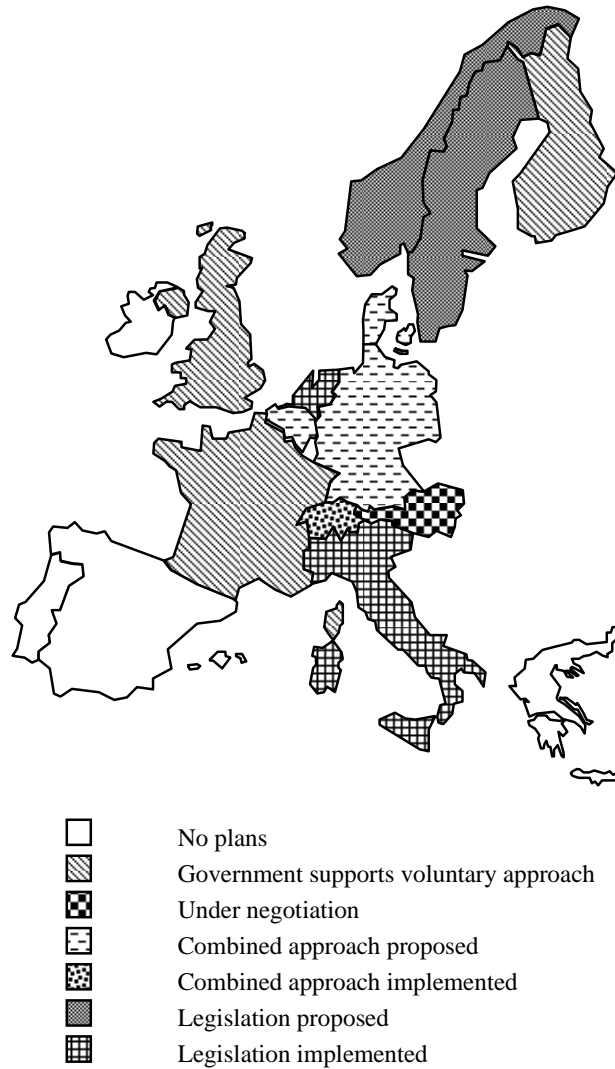 No plans
Government supports voluntary approach
Under negotiation
Combined approach proposed
Combined approach implemented
Legislation proposed
Legislation implemented